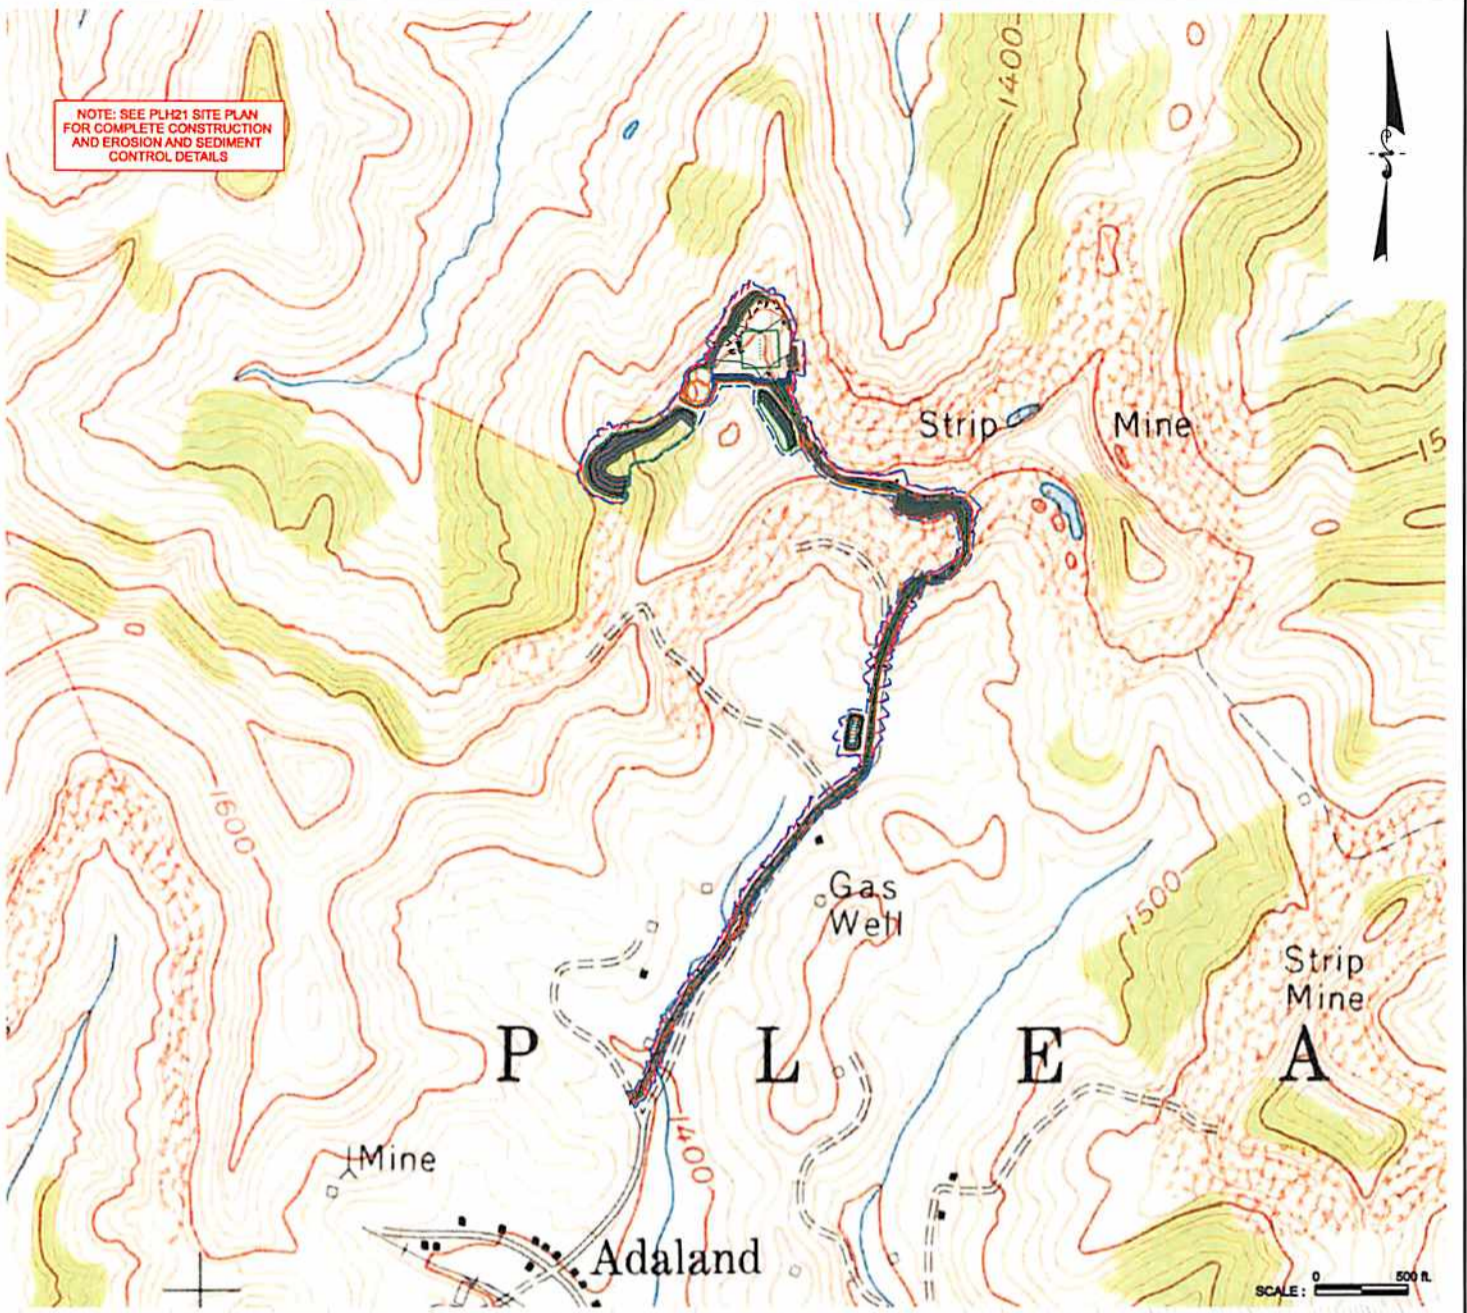 1400
NOTE: SEE PLH21 SITE PLAN
FOR COMPLETE CONSTRUCTION
AND EROSION AND SEDIMENT
CONTROL DETAILS
Strip Mine
15
1600
Gas
Well
1500
Strip
Mine
P L E A
1400
Mine
Adaland
0 500 ft.
SCALE :